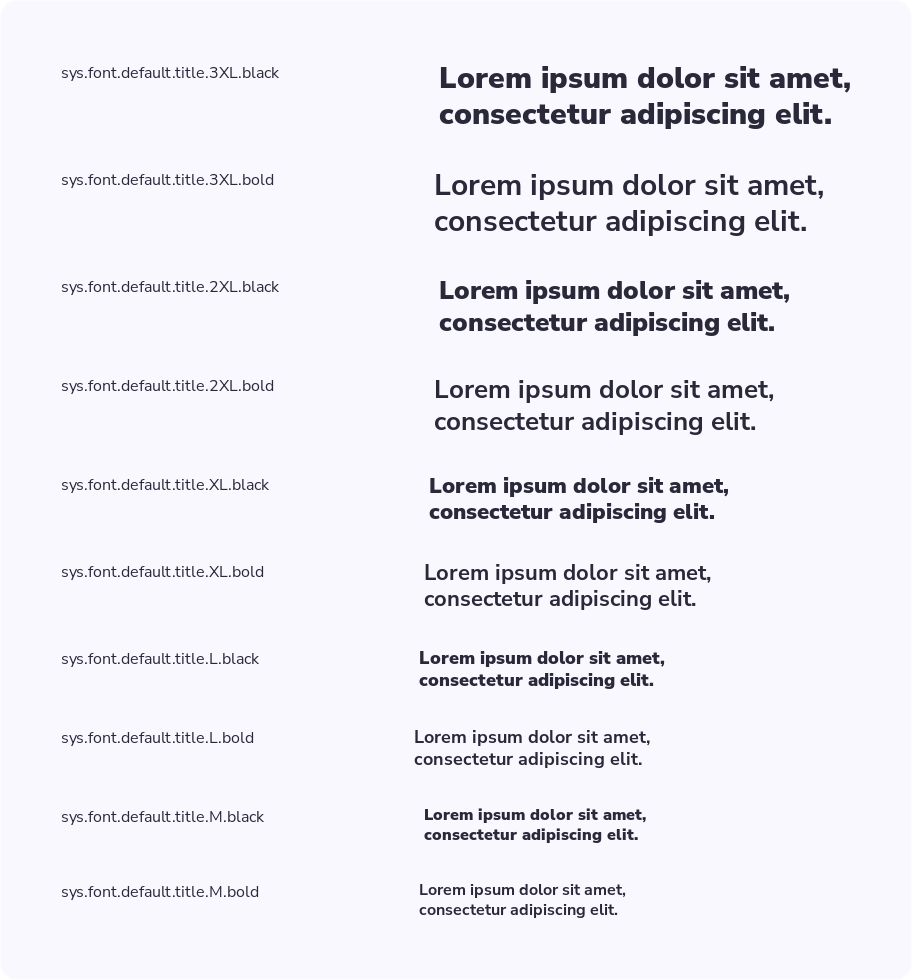 sys.font.default.title.3XL.black
Lorem ipsum dolor sit amet,
consectetur adipiscing elit.
sys.font.default.title.3XL.bold
Lorem ipsum dolor sit amet,
consectetur adipiscing elit.
sys.font.default.title.2XL.black
Lorem ipsum dolor sit amet,
consectetur adipiscing elit.
sys.font.default.title.2XL.bold
Lorem ipsum dolor sit amet,
consectetur adipiscing elit.
sys.font.default.title.XL.black
Lorem ipsum dolor sit amet,
consectetur adipiscing elit.
sys.font.default.title.XL.bold
Lorem ipsum dolor sit amet,
consectetur adipiscing elit.
sys.font.default.title.L.black
Lorem ipsum dolor sit amet,
consectetur adipiscing elit.
sys.font.default.title.L.bold
Lorem ipsum dolor sit amet,
consectetur adipiscing elit.
sys.font.default.title.M.black
Lorem ipsum dolor sit amet,
consectetur adipiscing elit.
sys.font.default.title.M.bold
Lorem ipsum dolor sit amet,
consectetur adipiscing elit.